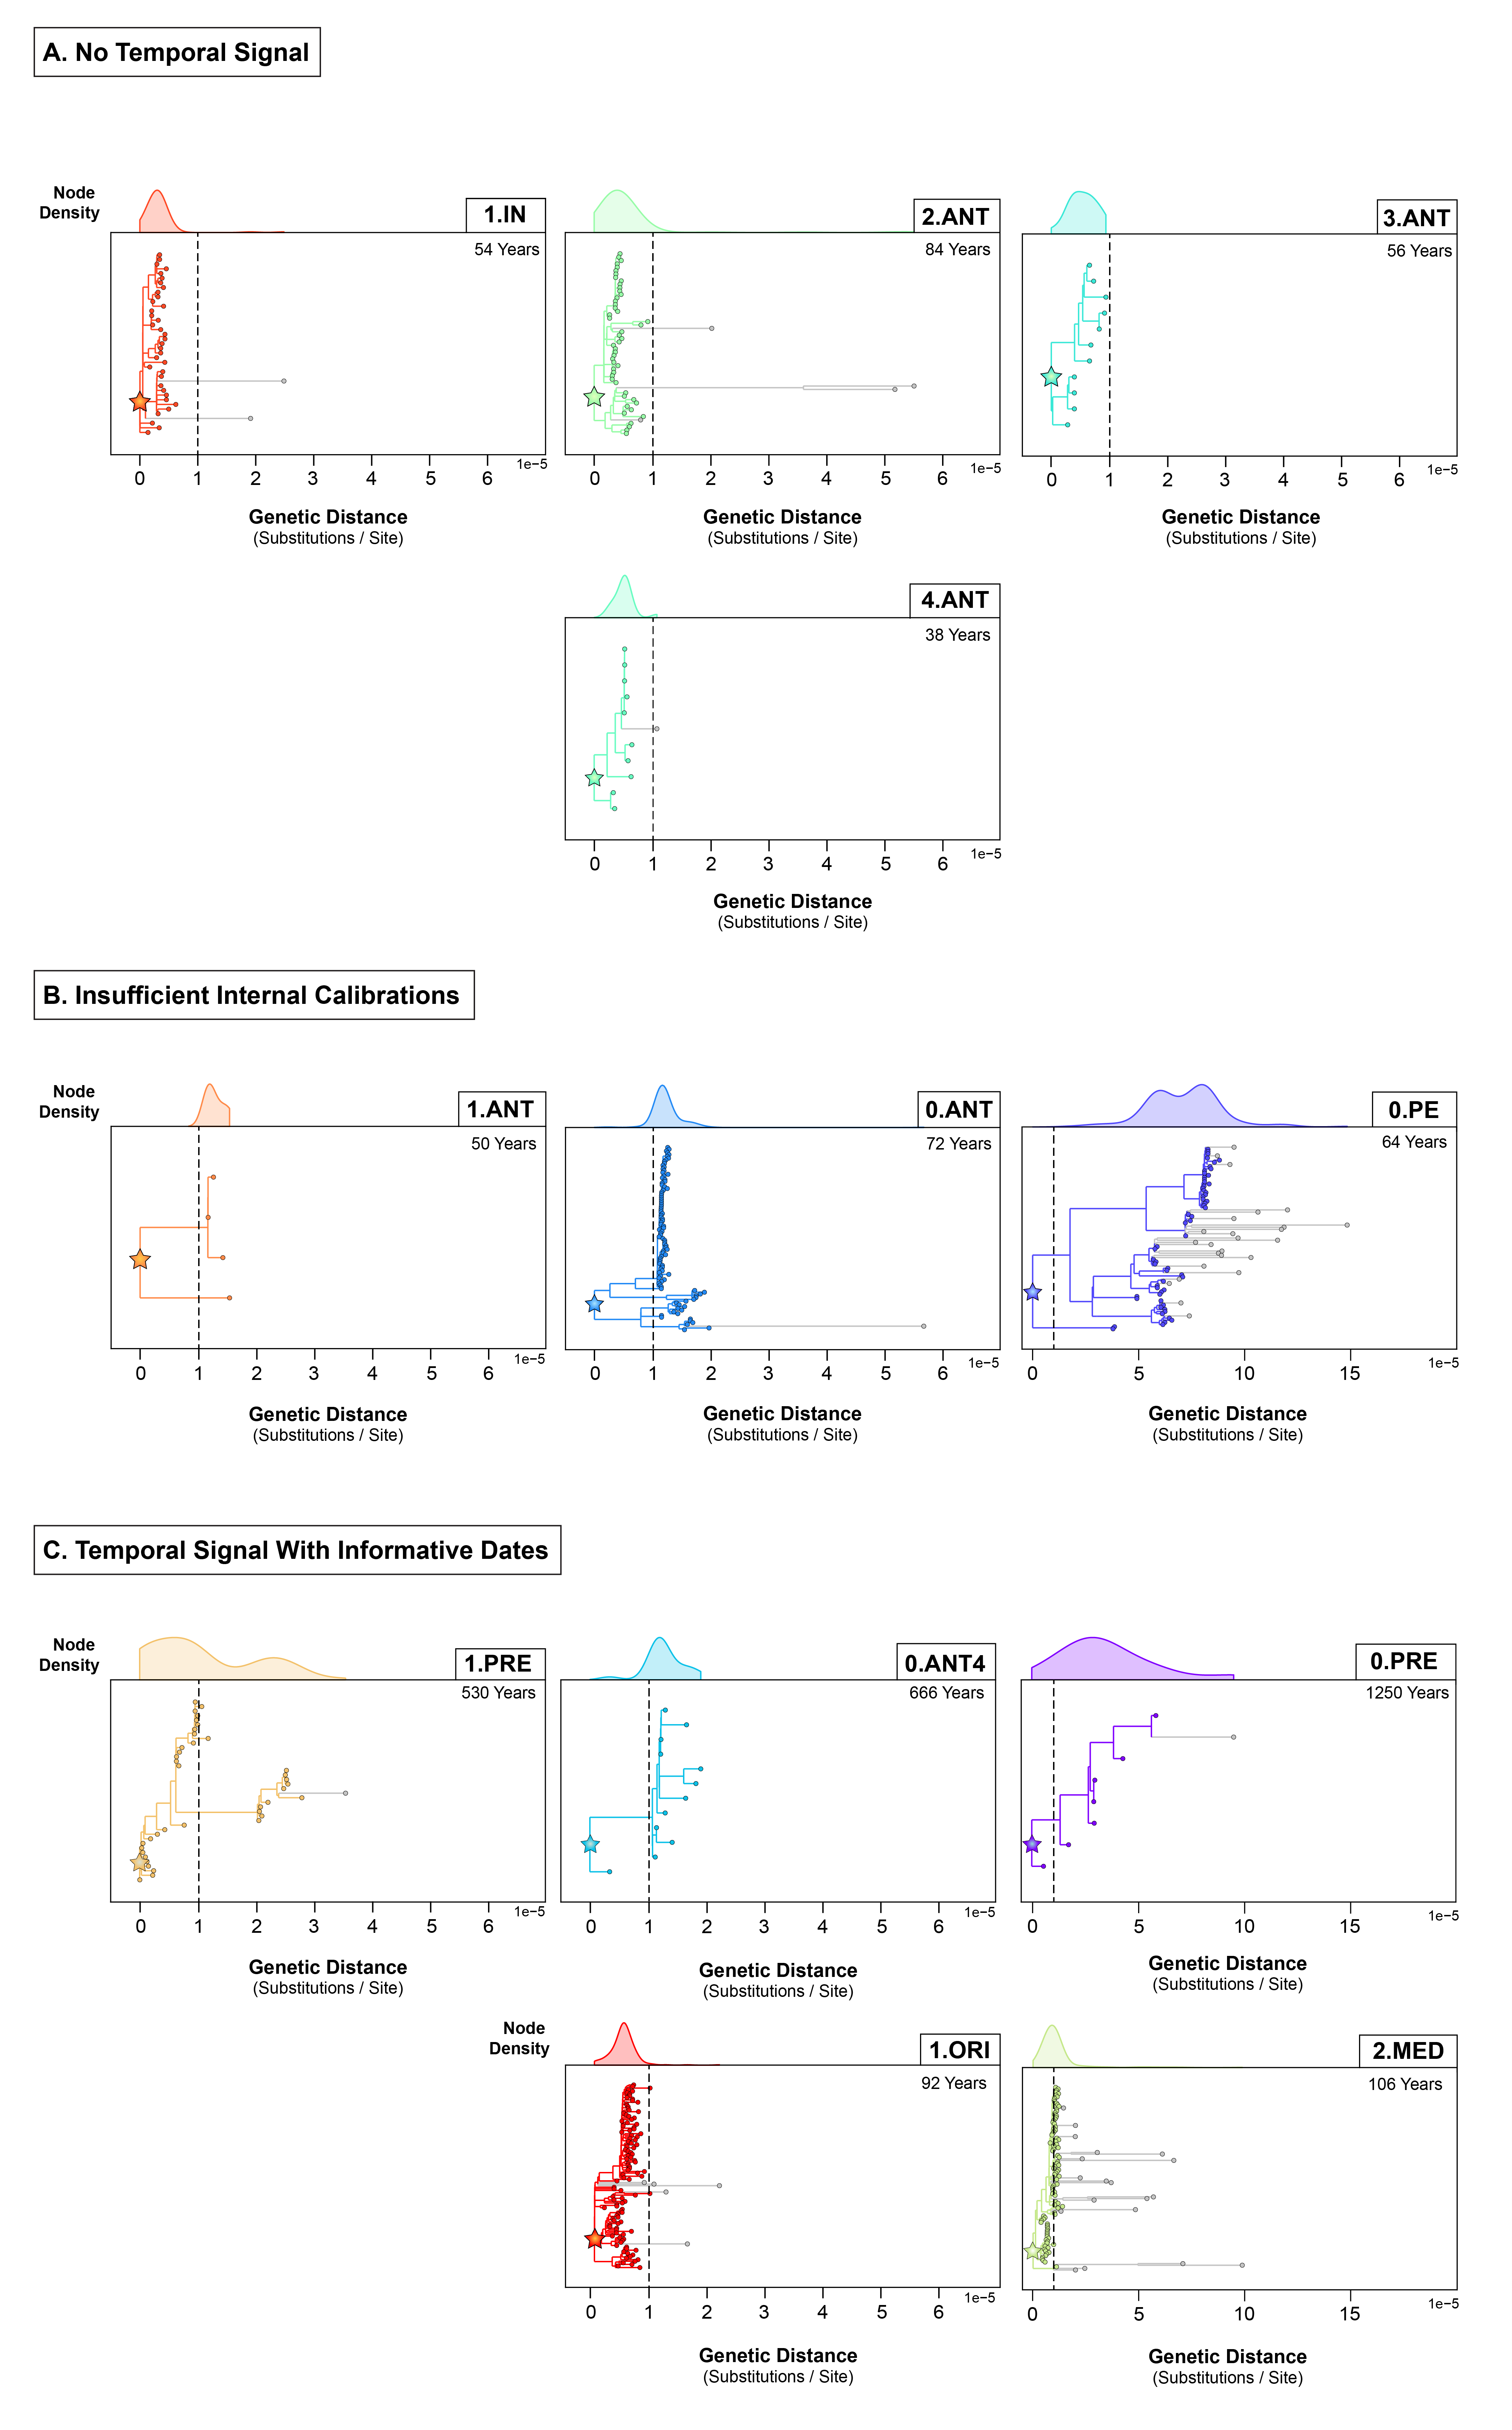 A. No Temporal Signal
Node
Density
1.IN
2.ANT
3.ANT
54 Years
84 Years
56 Years
1e-5
1e-5
1e-5
0 1 2 3 4 5 6
0 1 2 3 4 5 6
0 1 2 3 4 5 6
Genetic Distance
(Substitutions / Site)
Genetic Distance
(Substitutions / Site)
Genetic Distance
(Substitutions / Site)
4.ANT
38 Years
1e−5
0 1 2 3 4 5 6
Genetic Distance
(Substitutions / Site)
B. Insufficient Internal Calibrations
Node
Density
1.ANT
0.ANT
0.PE
50 Years
72 Years
64 Years
1e−5
1e−5
1e−5
0 1 2 3 4 5 6
0 1 2 3 4 5 6
0 5 10 15
Genetic Distance
(Substitutions / Site)
Genetic Distance
(Substitutions / Site)
Genetic Distance
(Substitutions / Site)
C. Temporal Signal With Informative Dates
Node
Density
1.PRE
0.ANT4
0.PRE
530 Years
666 Years
1250 Years
1e−5
1e−5
1e−5
0 1 2 3 4 5 6
0 1 2 3 4 5 6
0 5 10 15
Genetic Distance
(Substitutions / Site)
Genetic Distance
(Substitutions / Site)
Genetic Distance
(Substitutions / Site)
Node
Density
1.ORI
2.MED
92 Years
106 Years
1e−5
1e−5
0 1 2 3 4 5 6
0 5 10 15
Genetic Distance
(Substitutions / Site)
Genetic Distance
(Substitutions / Site)